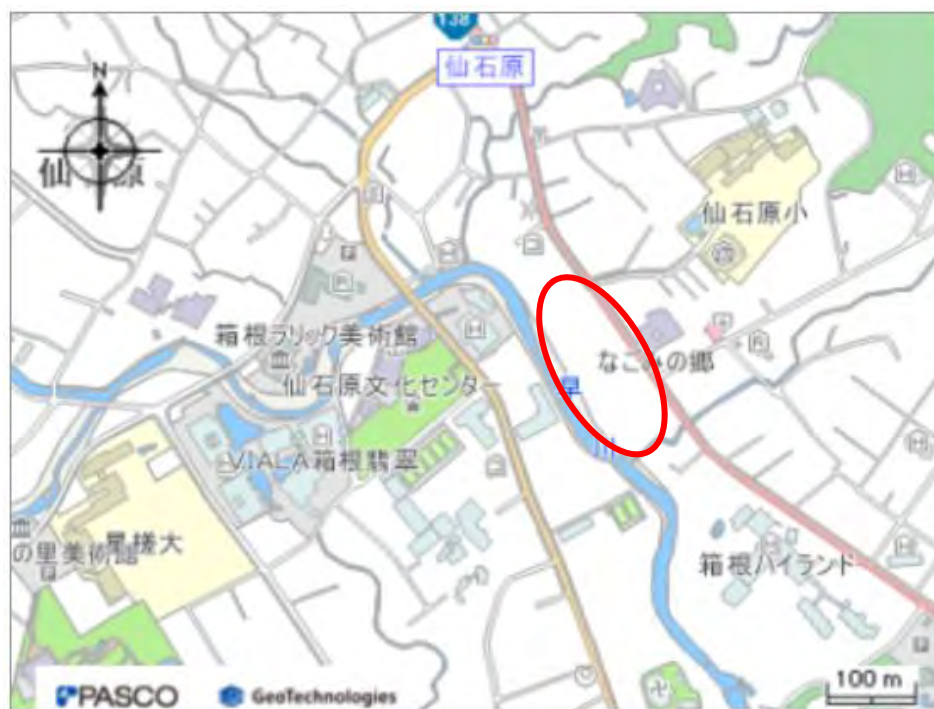 138
仙石原
N
仙石原
仙石原小
箱根ラリック美術館
なごみの郷
仙石原文化センター
早
川
VIALA箱根翡翠
の里美術館
星槎大
箱根ハイランド
PASCO
GeoTechnologies
100 m